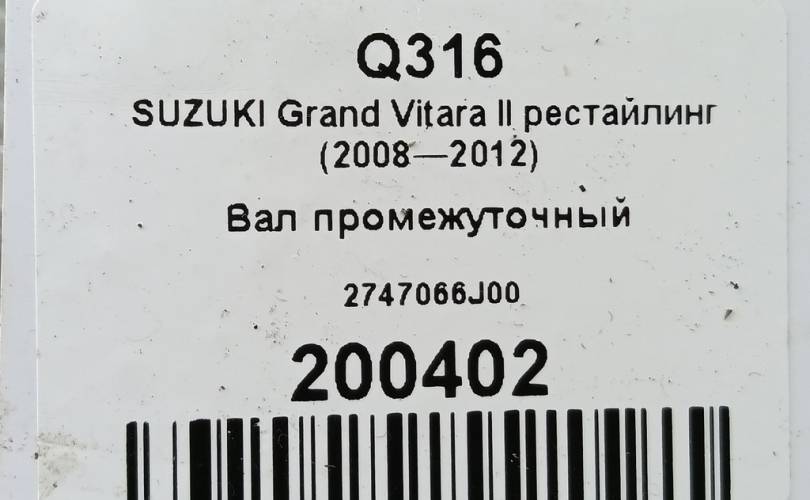 Q316
SUZUKI Grand Vitara II рестайлинг
(2008—2012)
Вал промежуточный
2747066J00
200402